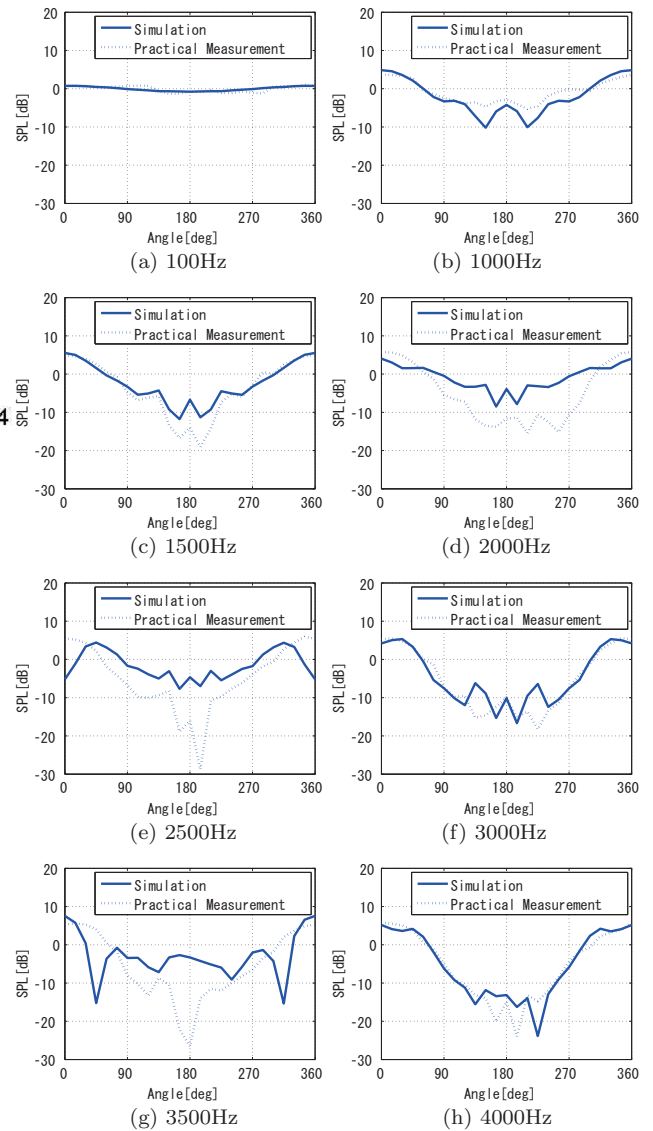 20 10 0 -10 -20 -30
SPL[dB]
Simulation
Practical Measurement
0 90 180 270 360
Angle[deg]
(a) 100Hz
20 10 0 -10 -20 -30
SPL[dB]
Simulation
Practical Measurement
0 90 180 270 360
Angle[deg]
(b) 1000Hz
4
20 10 0 -10 -20 -30
SPL[dB]
Simulation
Practical Measurement
0 90 180 270 360
Angle[deg]
(c) 1500Hz
20 10 0 -10 -20 -30
SPL[dB]
Simulation
Practical Measurement
0 90 180 270 360
Angle[deg]
(d) 2000Hz
20 10 0 -10 -20 -30
SPL[dB]
Simulation
Practical Measurement
0 90 180 270 360
Angle[deg]
(e) 2500Hz
20 10 0 -10 -20 -30
SPL[dB]
Simulation
Practical Measurement
0 90 180 270 360
Angle[deg]
(f) 3000Hz
20 10 0 -10 -20 -30
SPL[dB]
Simulation
Practical Measurement
0 90 180 270 360
Angle[deg]
(g) 3500Hz
20 10 0 -10 -20 -30
SPL[dB]
Simulation
Practical Measurement
0 90 180 270 360
Angle[deg]
(h) 4000Hz